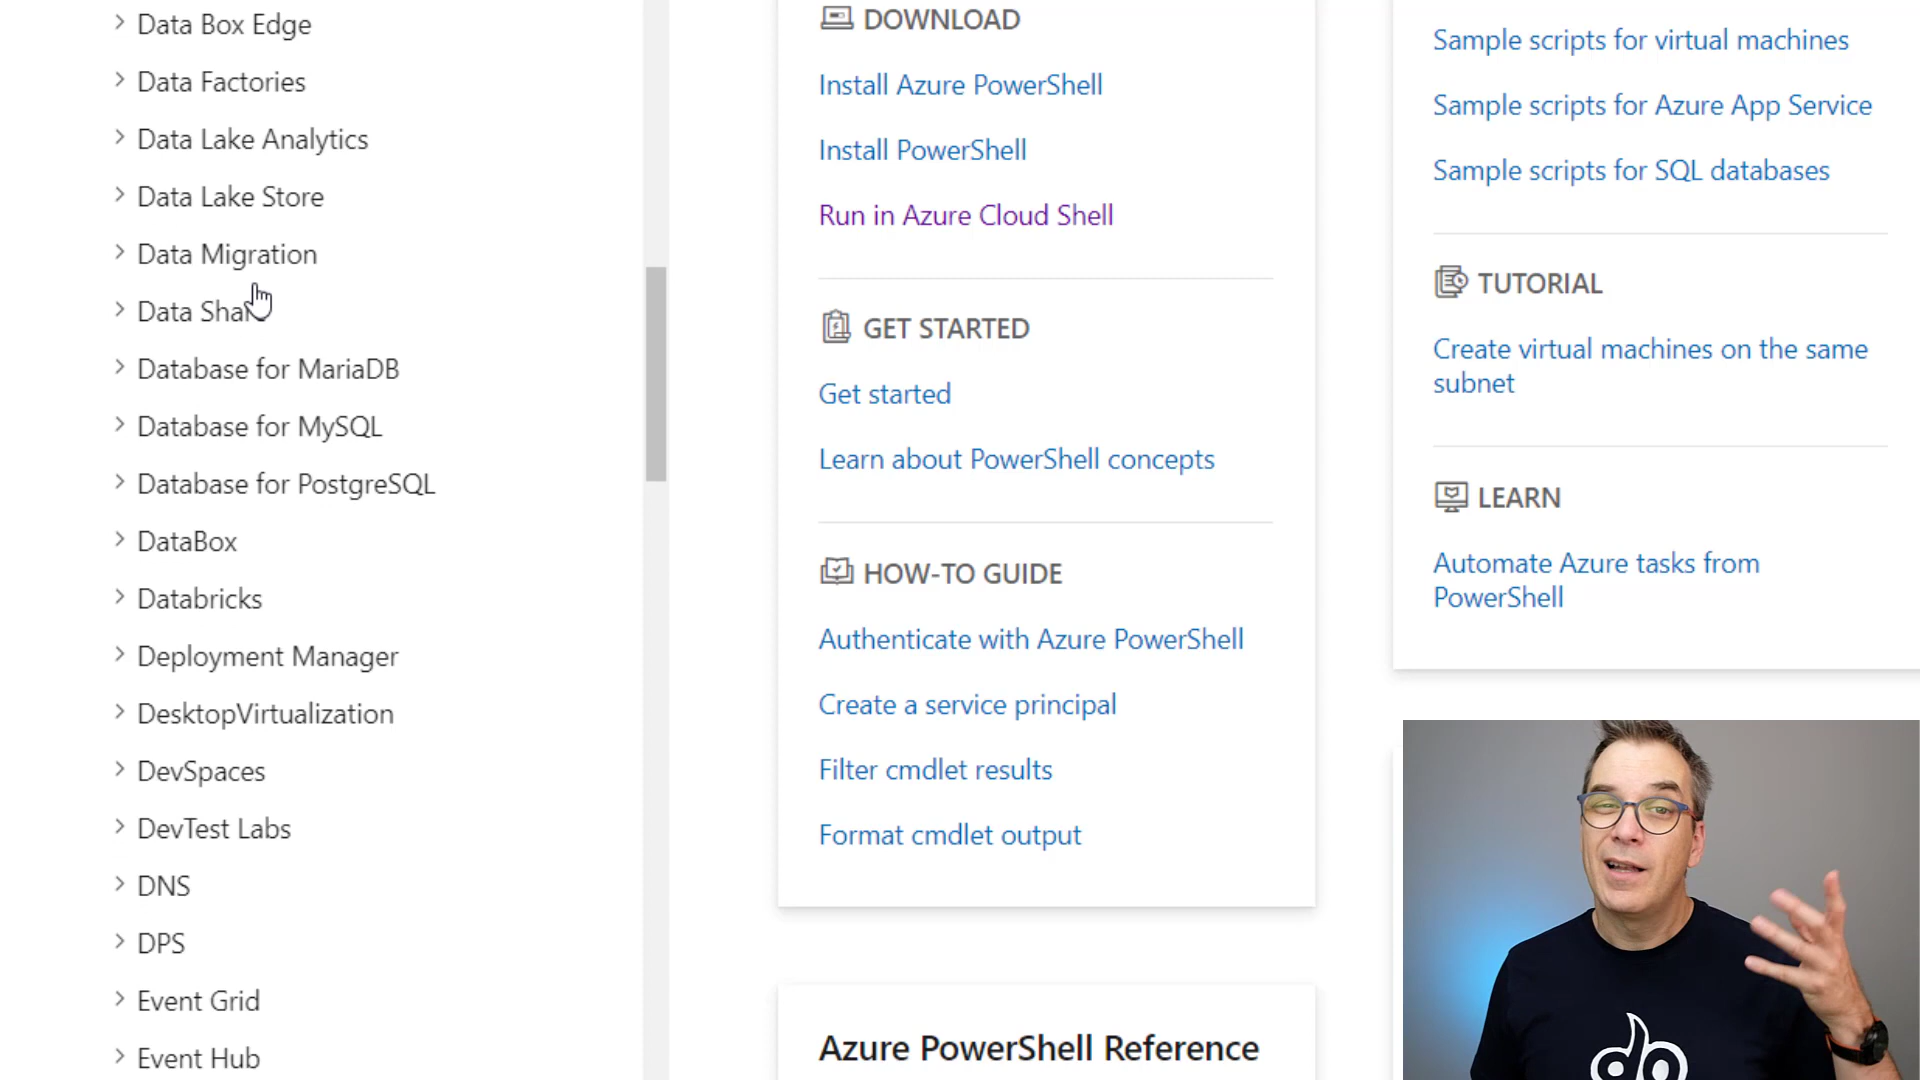 Data Box Edge
Data Factories
Data Lake Analytics
Data Lake Store
Data Migration
Data
Database for MariaDB
Database for MySQL
Database for PostgreSQL
DataBox
Databricks
Deployment Manager
DesktopVirtualization
DevSpaces
DevTest Labs
DNS
DPS
Event Grid
Event Hub
DOWNLOAD
Install Azure PowerShell
Install PowerShell
Run in Azure Cloud Shell
GET STARTED
Get started
Learn about PowerShell concepts
HOW-TO GUIDE
Authenticate with Azure PowerShell
Create a service principal
Filter cmdlet results
Format cmdlet output
Azure PowerShell Reference
Sample scripts for virtual machines
Sample scripts for Azure App Service
Sample scripts for SQL databases
TUTORIAL
Create virtual machines on the same
subnet
LEARN
Automate Azure tasks from
PowerShell